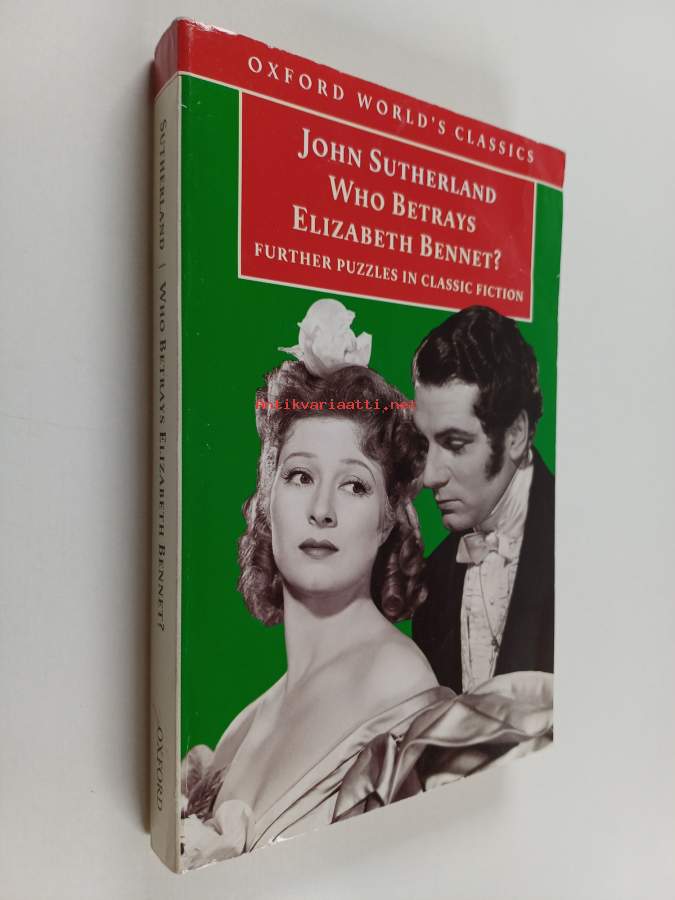 OXFORD WORLD'S CLASSICS
JOHN SUTHERLAND
WHO BETRAYS
ELIZABETH BENNET?
FURTHER PUZZLES IN CLASSIC FICTION
Antikvariaatti.net
SUTHERLAND | WHO BETRAYS ELIZABETH BENNET? OXFORD